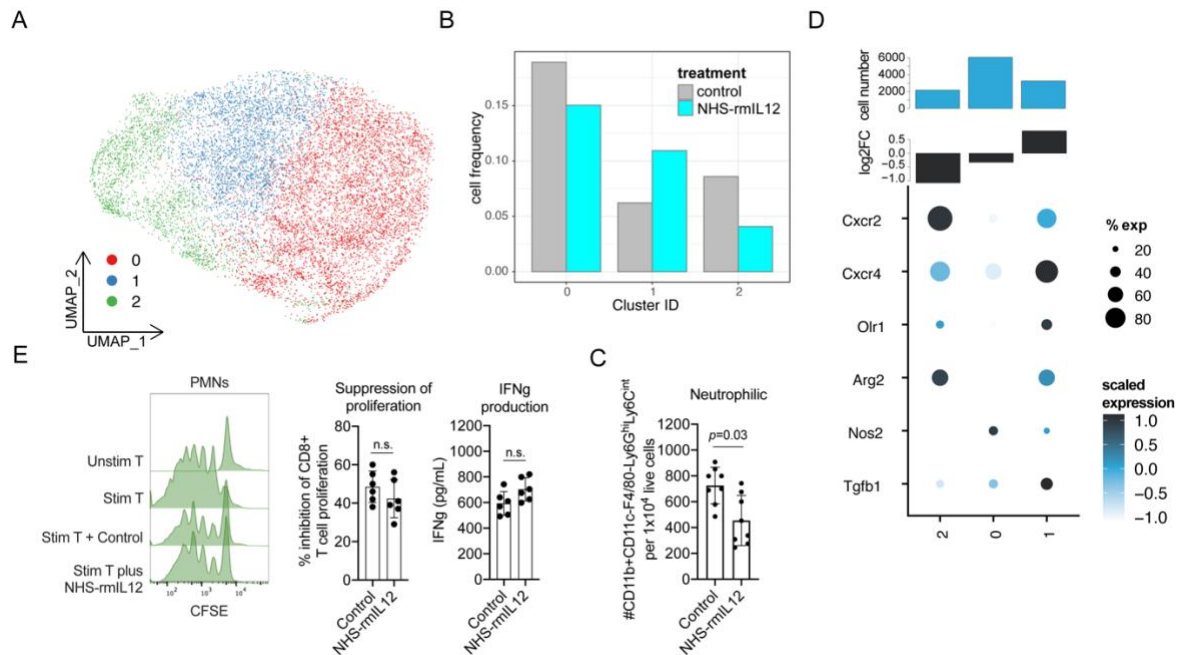 A
UMAP_2
UMAP_1
0
1
2
B
cell frequency
0.15
0.10
0.05
0.00
treatment
control
NHS-rmIL12
0
1
2
Cluster ID
D
cell number
6000
4000
2000
0
log2FC
0.5
0.0
−0.5
−1.0
Cxcr2
Cxcr4
Olr1
Arg2
Nos2
Tgfb1
2
0
1
% exp
20
40
60
80
scaled
expression
1.0
0.5
0.0
−0.5
−1.0
E
PMNs
Unstim T
Stim T
Stim T + Control
Stim T plus
NHS-rmIL12
10²
10³
10⁴
CFSE
Suppression of
proliferation
% inhibition of CD8+
T cell proliferation
80
60
40
20
0
n.s.
Control
NHS-rmIL12
IFNg
production
IFNg (pg/mL)
1200
1000
800
600
400
200
0
n.s.
Control
NHS-rmIL12
C
Neutrophilic
#CD11b+CD11c-F4/80-Ly6GʰⁱLy6Cⁱⁿᵗ
per 1x10⁴ live cells
1200
1000
800
600
400
200
0
p=0.03
Control
NHS-rmIL12